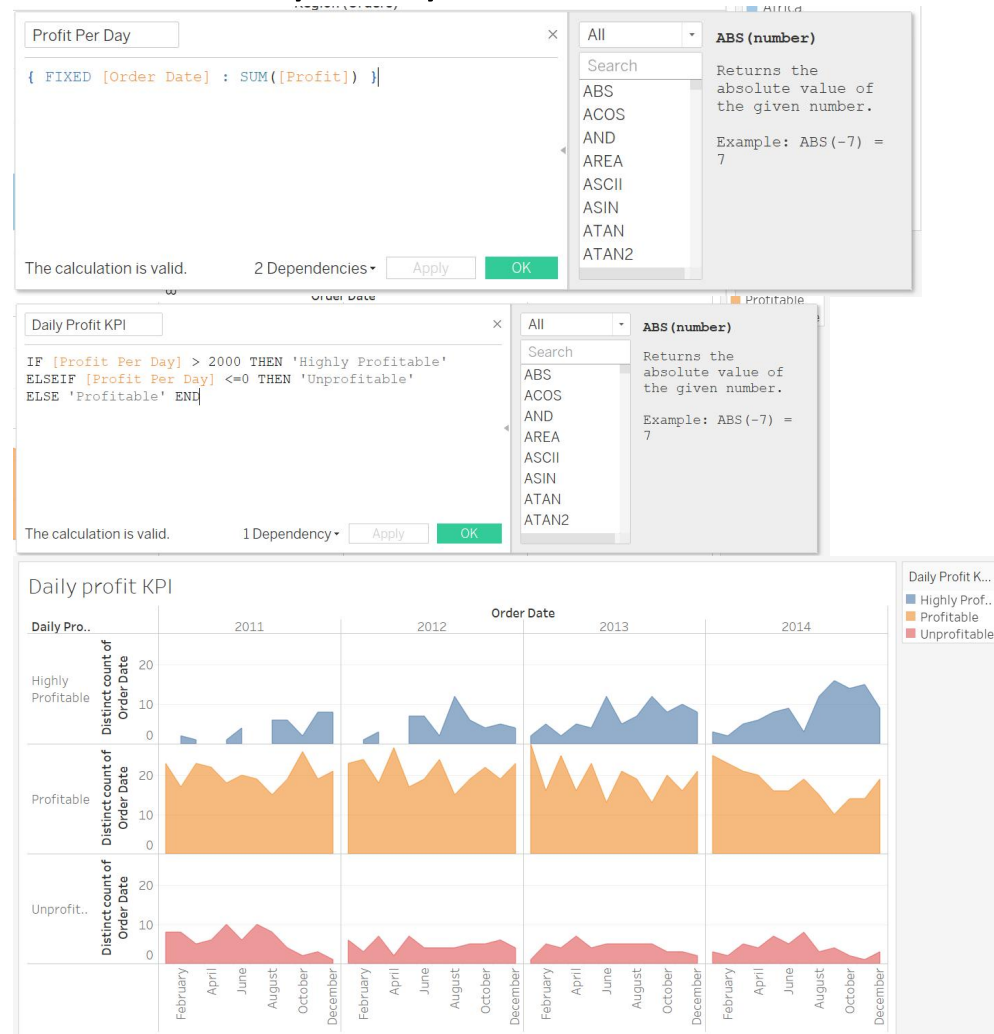 Region (Orders)
Africa
Profit Per Day
{ FIXED [Order Date] : SUM([Profit]) }
The calculation is valid.
2 Dependencies
Apply
OK
All
Search
ABS
ACOS
AND
AREA
ASCII
ASIN
ATAN
ATAN2
ABS(number)
Returns the
absolute value of
the given number.
Example: ABS(-7) =
7
Order Date
Profitable
Daily Profit KPI
IF [Profit Per Day] > 2000 THEN 'Highly Profitable'
ELSEIF [Profit Per Day] <=0 THEN 'Unprofitable'
ELSE 'Profitable' END
The calculation is valid.
1 Dependency
Apply
OK
All
Search
ABS
ACOS
AND
AREA
ASCII
ASIN
ATAN
ATAN2
ABS(number)
Returns the
absolute value of
the given number.
Example: ABS(-7) =
7
Daily profit KPI
Order Date
Daily Pro..
2011
2012
2013
2014
Highly
Profitable
Distinct count of
Order Date
20
10
0
Profitable
Distinct count of
Order Date
20
10
0
Unprofit..
Distinct count of
Order Date
20
10
0
February
April
June
August
October
December
February
April
June
August
October
December
February
April
June
August
October
December
February
April
June
August
October
December
Daily Profit K...
Highly Prof..
Profitable
Unprofitable